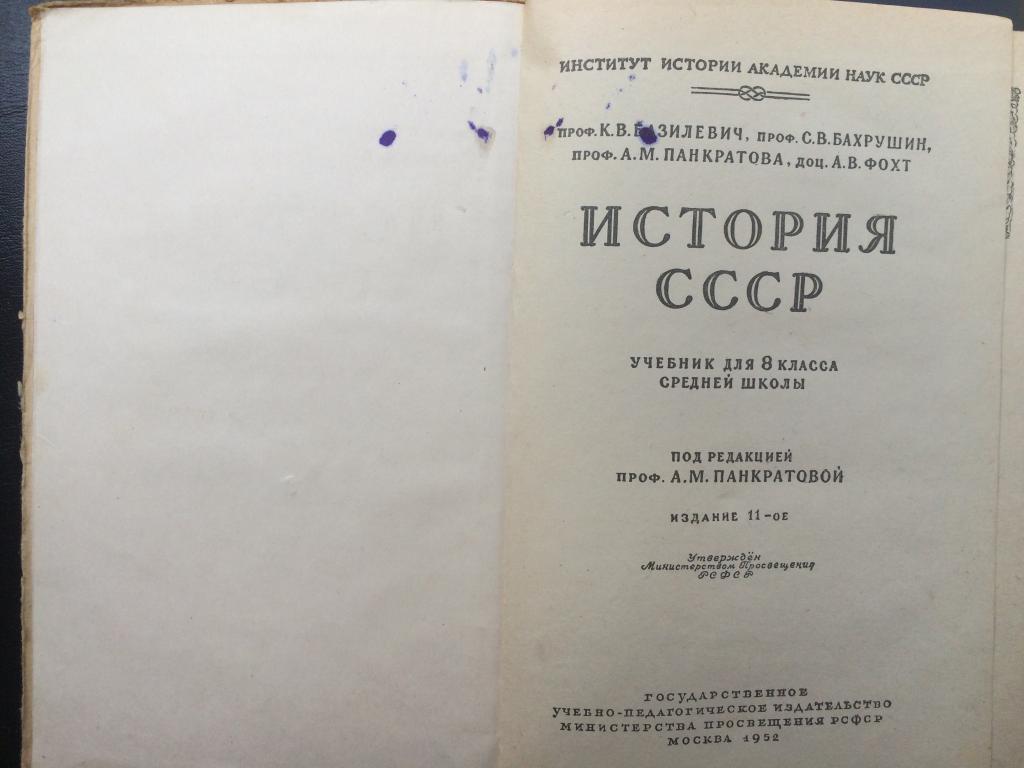 ИНСТИТУТ ИСТОРИИ АКАДЕМИИ НАУК СССР
ПРОФ. К.В. БАЗИЛЕВИЧ, ПРОФ. С.В. БАХРУШИН,
ПРОФ. А.М. ПАНКРАТОВА, ДОЦ. А.В. ФОХТ
ИСТОРИЯ
СССР
УЧЕБНИК ДЛЯ 8 КЛАССА
СРЕДНЕЙ ШКОЛЫ
ПОД РЕДАКЦИЕЙ
ПРОФ. А.М. ПАНКРАТОВОЙ
ИЗДАНИЕ 11-ОЕ
Утверждён
Министерством Просвещения
РСФСР
ГОСУДАРСТВЕННОЕ
УЧЕБНО-ПЕДАГОГИЧЕСКОЕ ИЗДАТЕЛЬСТВО
МИНИСТЕРСТВА ПРОСВЕЩЕНИЯ РСФСР
МОСКВА 1952